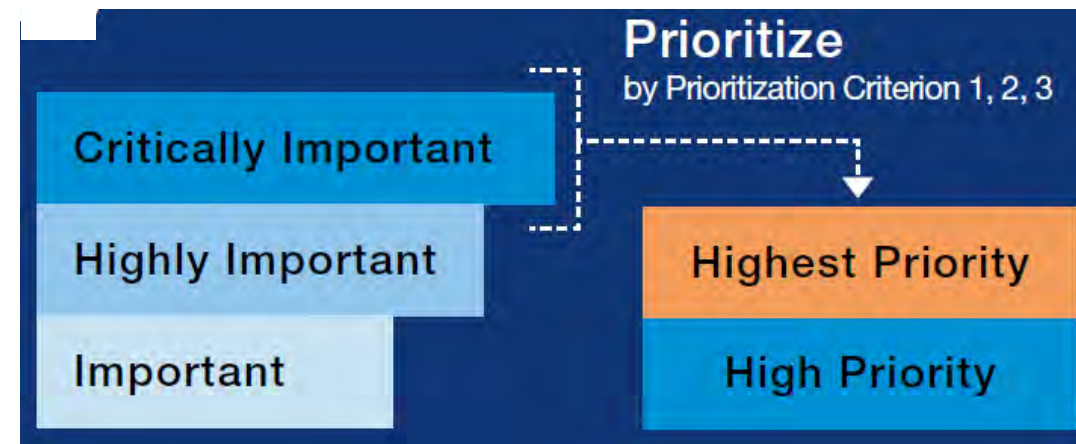 Prioritize
by Prioritization Criterion 1, 2, 3
Critically Important
Highly Important
Important
Highest Priority
High Priority